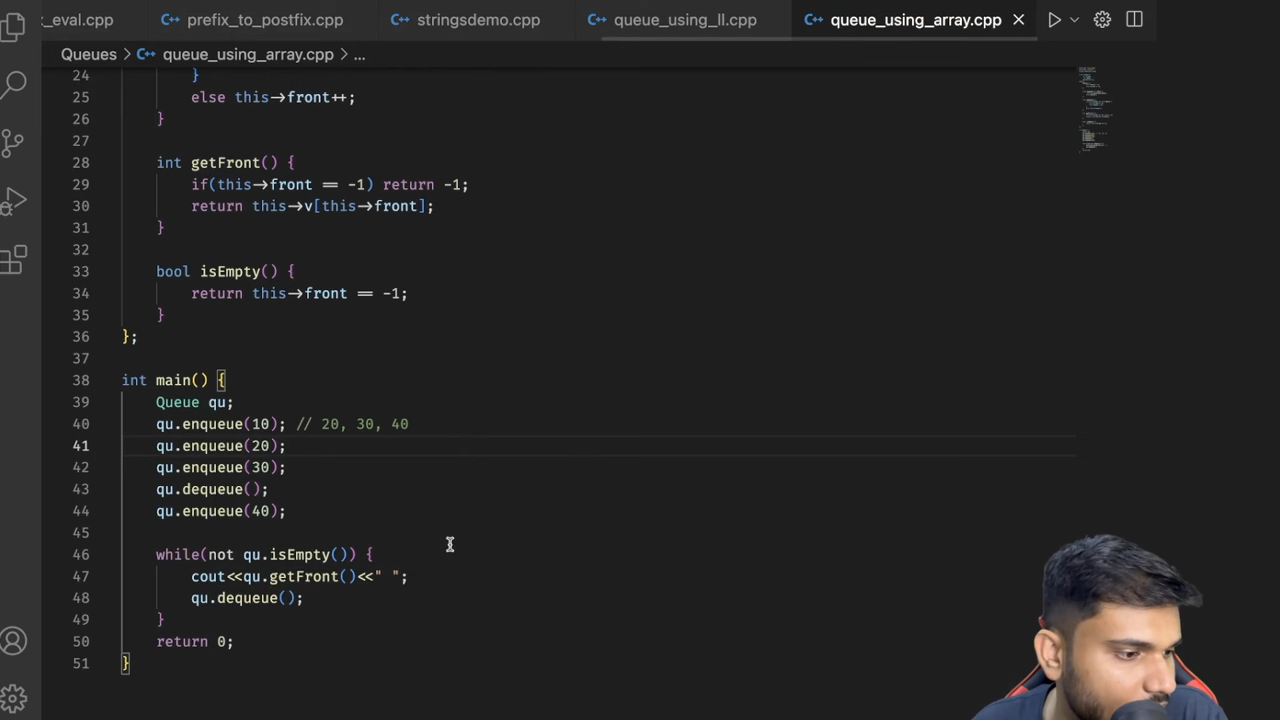 k_eval.cpp prefix_to_postfix.cpp stringsdemo.cpp queue_using_ll.cpp queue_using_array.cpp
Queues > queue_using_array.cpp > ...
24 }
25 else this->front++;
26 }
27
28 int getFront() {
29 if(this->front == -1) return -1;
30 return this->v[this->front];
31 }
32
33 bool isEmpty() {
34 return this->front == -1;
35 }
36 };
37
38 int main() {
39 Queue qu;
40 qu.enqueue(10); // 20, 30, 40
41 qu.enqueue(20);
42 qu.enqueue(30);
43 qu.dequeue();
44 qu.enqueue(40);
45
46 while(not qu.isEmpty()) {
47 cout<<qu.getFront()<<" ";
48 qu.dequeue();
49 }
50 return 0;
51 }